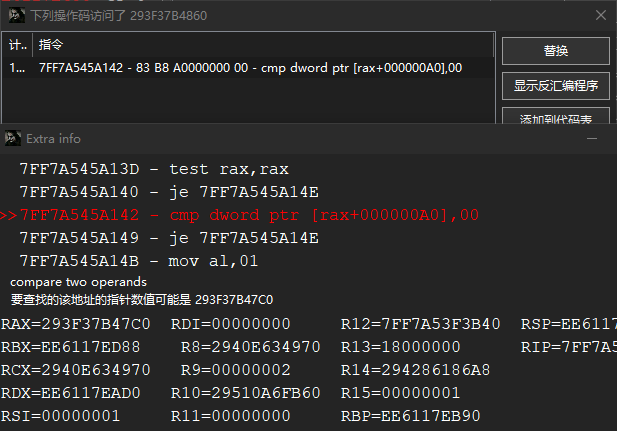 下列操作码访问了 293F37B4860
计.. 指令
1... 7FF7A545A142 - 83 B8 A0000000 00 - cmp dword ptr [rax+000000A0],00
替换
显示反汇编程序
添加到代码表
Extra info
7FF7A545A13D - test rax,rax
7FF7A545A140 - je 7FF7A545A14E
>>7FF7A545A142 - cmp dword ptr [rax+000000A0],00
7FF7A545A149 - je 7FF7A545A14E
7FF7A545A14B - mov al,01
compare two operands
要查找的该地址的指针数值可能是 293F37B47C0
RAX=293F37B47C0 RDI=00000000 R12=7FF7A53F3B40 RSP=EE6117
RBX=EE6117ED88 R8=2940E634970 R13=18000000 RIP=7FF7A5
RCX=2940E634970 R9=00000002 R14=294286186A8
RDX=EE6117EAD0 R10=29510A6FB60 R15=00000001
RSI=00000001 R11=00000000 RBP=EE6117EB90